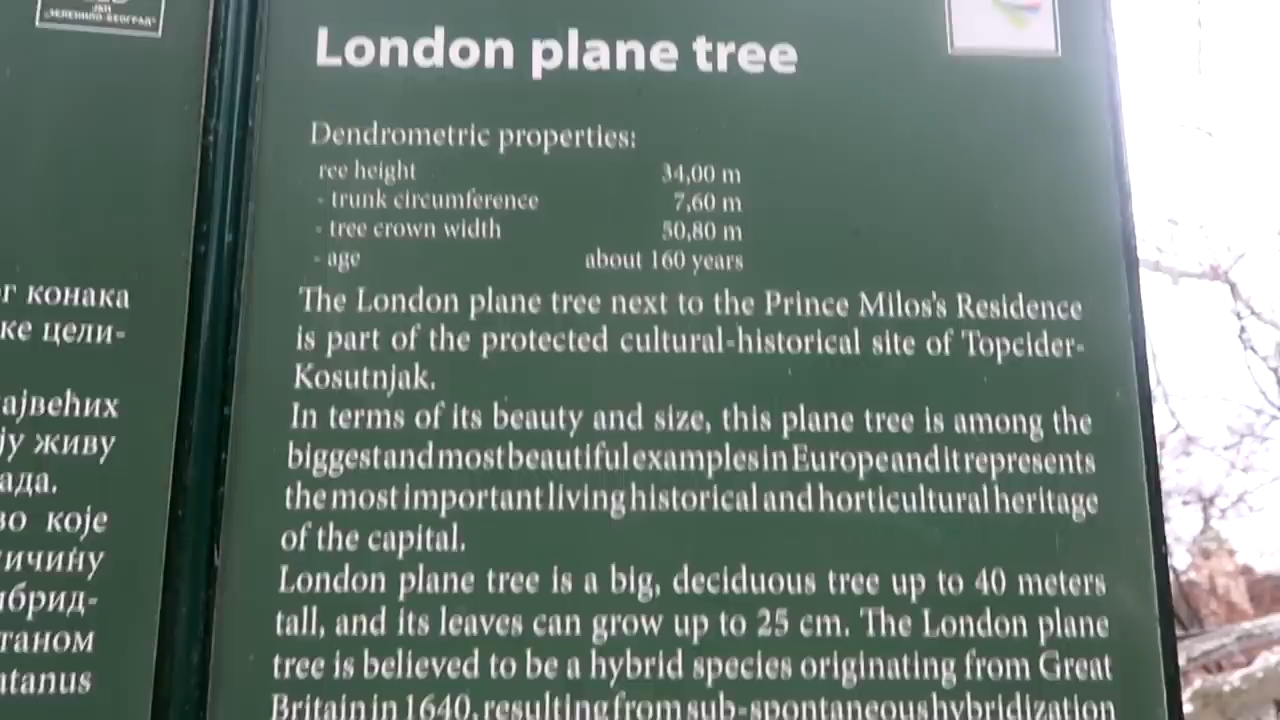 ЈКП
„ЗЕЛЕНИЛО-БЕОГРАД“
г конака
ке цели-
ајвећих
ју живу
ада.
во које
ичину
ибрид-
таном
atanus
London plane tree
Dendrometric properties:
ree height 34,00 m
- trunk circumference 7,60 m
- tree crown width 50,80 m
- age about 160 years
The London plane tree next to the Prince Milos's Residence
is part of the protected cultural-historical site of Topcider-
Kosutnjak.
In terms of its beauty and size, this plane tree is among the
biggest and most beautiful examples in Europe and it represents
the most important living historical and horticultural heritage
of the capital.
London plane tree is a big, deciduous tree up to 40 meters
tall, and its leaves can grow up to 25 cm. The London plane
tree is believed to be a hybrid species originating from Great
Britain in 1640, resulting from sub-spontaneous hybridization